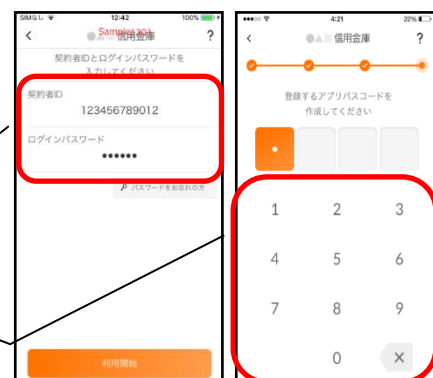 SIMなし 12:42 100%
●▲■信用金庫 ?
Sample1201
契約者IDとログインパスワードを
入力してください
契約者ID
123456789012
ログインパスワード
••••••
パスワードをお忘れの方
利用開始
4:21 22%
●▲■信用金庫 ?
登録するアプリパスコードを
作成してください
1 2 3
4 5 6
7 8 9
0 ×